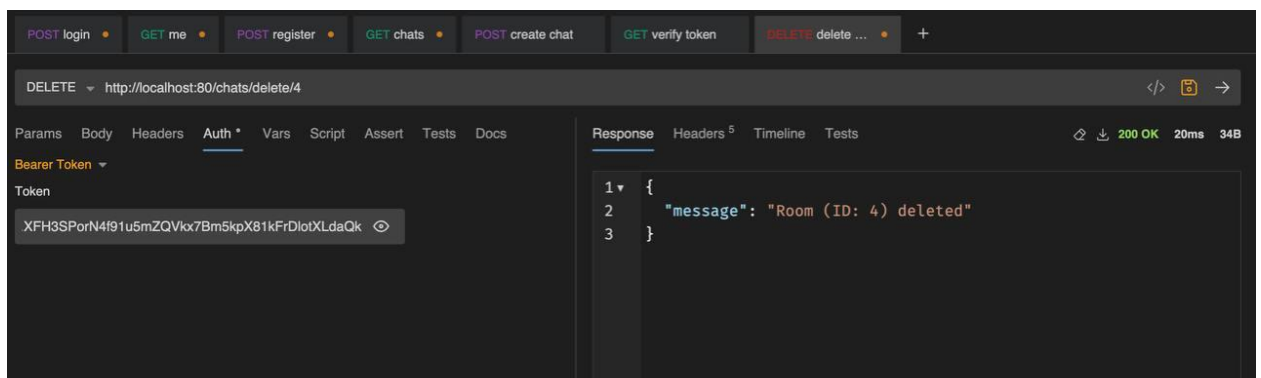 POST login GET me POST register GET chats POST create chat GET verify token DELETE delete ... +
DELETE http://localhost:80/chats/delete/4 </>
Params Body Headers Auth * Vars Script Assert Tests Docs
Bearer Token
Token
XFH3SPorN4f91u5mZQVkx7Bm5kpX81kFrDlotXLdaQk
Response Headers 5 Timeline Tests 200 OK 20ms 34B
1 {
2 "message": "Room (ID: 4) deleted"
3 }